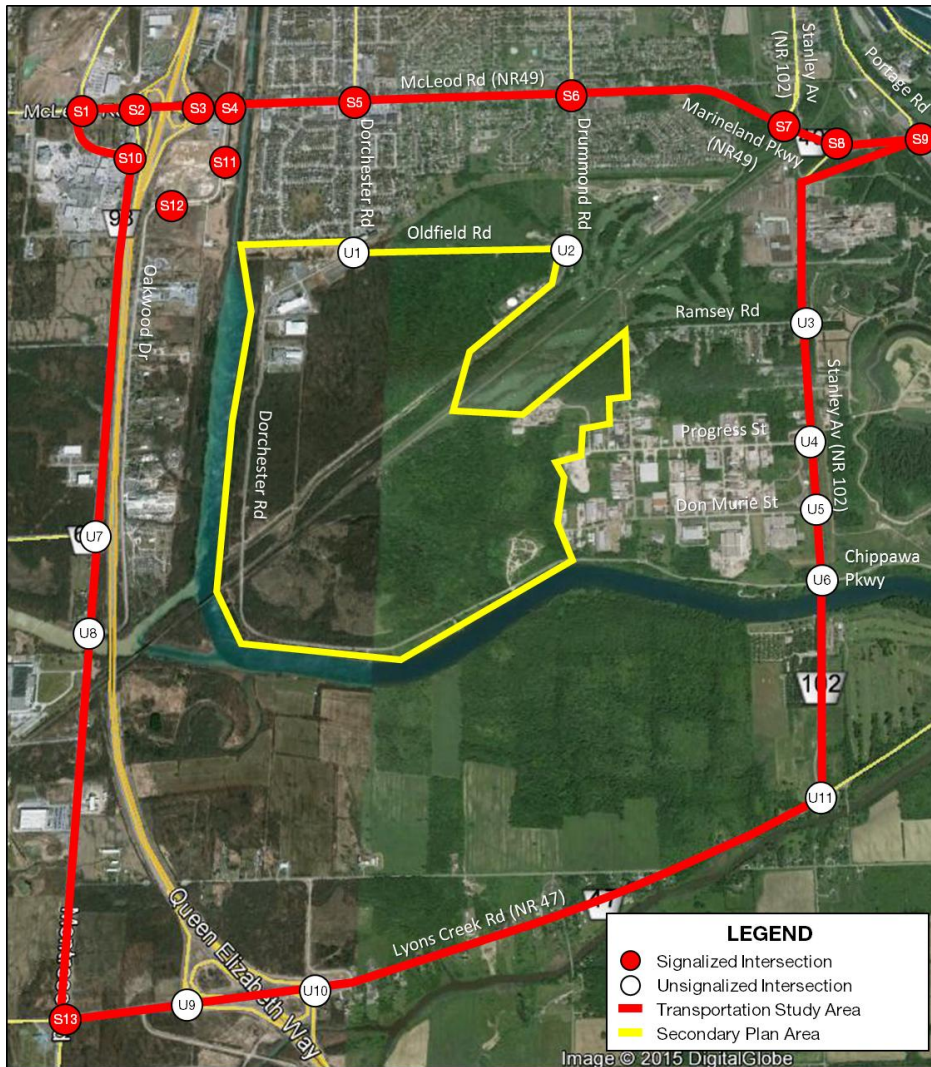 McLeod Rd (NR49)
Stanley Av
(NR 102)
Portage Rd
S1
S2
S3
S4
S5
S6
S7
S8
S9
S10
S11
S12
Marineland Pkwy
(NR49)
Dorchester Rd
Drummond Rd
98
Oldfield Rd
U1
U2
Oakwood Dr
Ramsey Rd
U3
Dorchester Rd
Progress St
U4
Stanley Av (NR 102)
Don Murie St
U5
U7
Chippawa
Pkwy
U6
U8
102
U11
Queen Elizabeth Way
Lyons Creek Rd (NR 47)
47
S13
U9
U10
LEGEND
Signalized Intersection
Unsignalized Intersection
Transportation Study Area
Secondary Plan Area
Image © 2015 DigitalGlobe